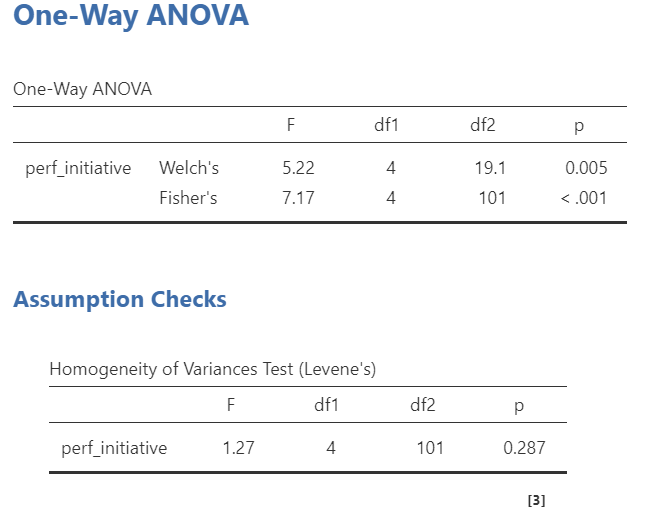 One-Way ANOVA
One-Way ANOVA
F df1 df2 p
perf_initiative Welch's 5.22 4 19.1 0.005
Fisher's 7.17 4 101 < .001
Assumption Checks
Homogeneity of Variances Test (Levene's)
F df1 df2 p
perf_initiative 1.27 4 101 0.287
[3]